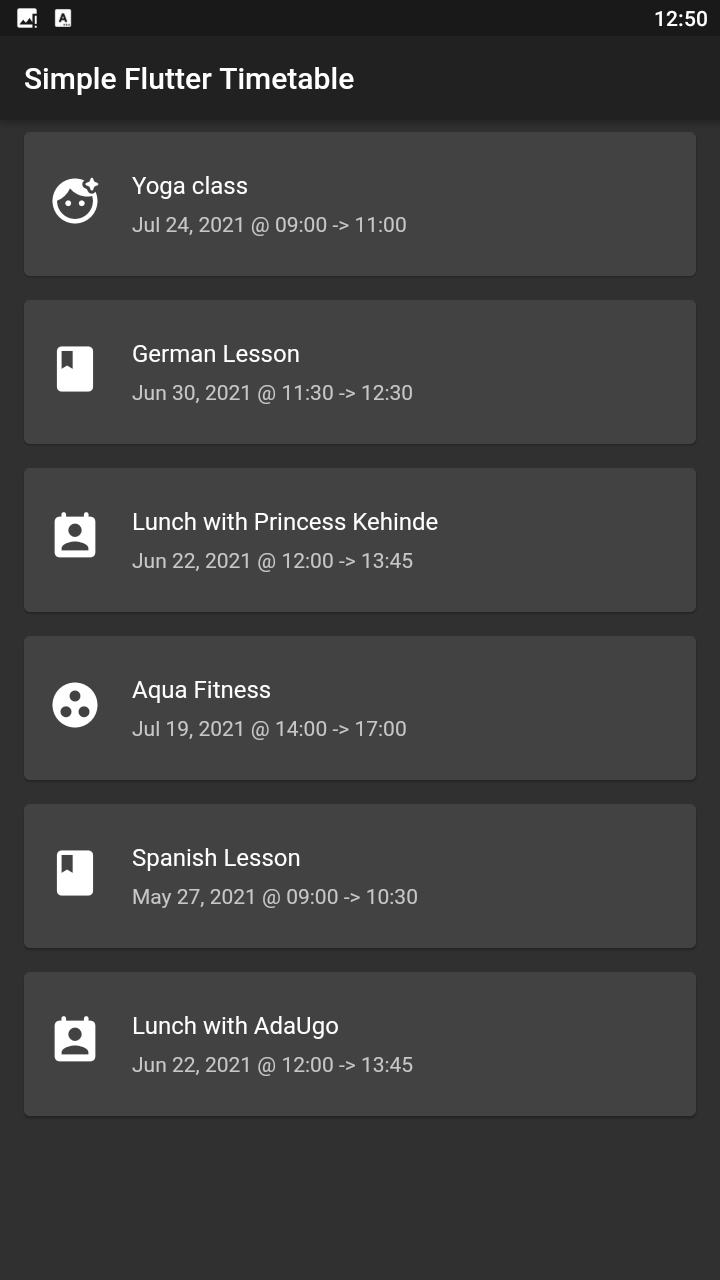 12:50
Simple Flutter Timetable
Yoga class
Jul 24, 2021 @ 09:00 -> 11:00
German Lesson
Jun 30, 2021 @ 11:30 -> 12:30
Lunch with Princess Kehinde
Jun 22, 2021 @ 12:00 -> 13:45
Aqua Fitness
Jul 19, 2021 @ 14:00 -> 17:00
Spanish Lesson
May 27, 2021 @ 09:00 -> 10:30
Lunch with AdaUgo
Jun 22, 2021 @ 12:00 -> 13:45